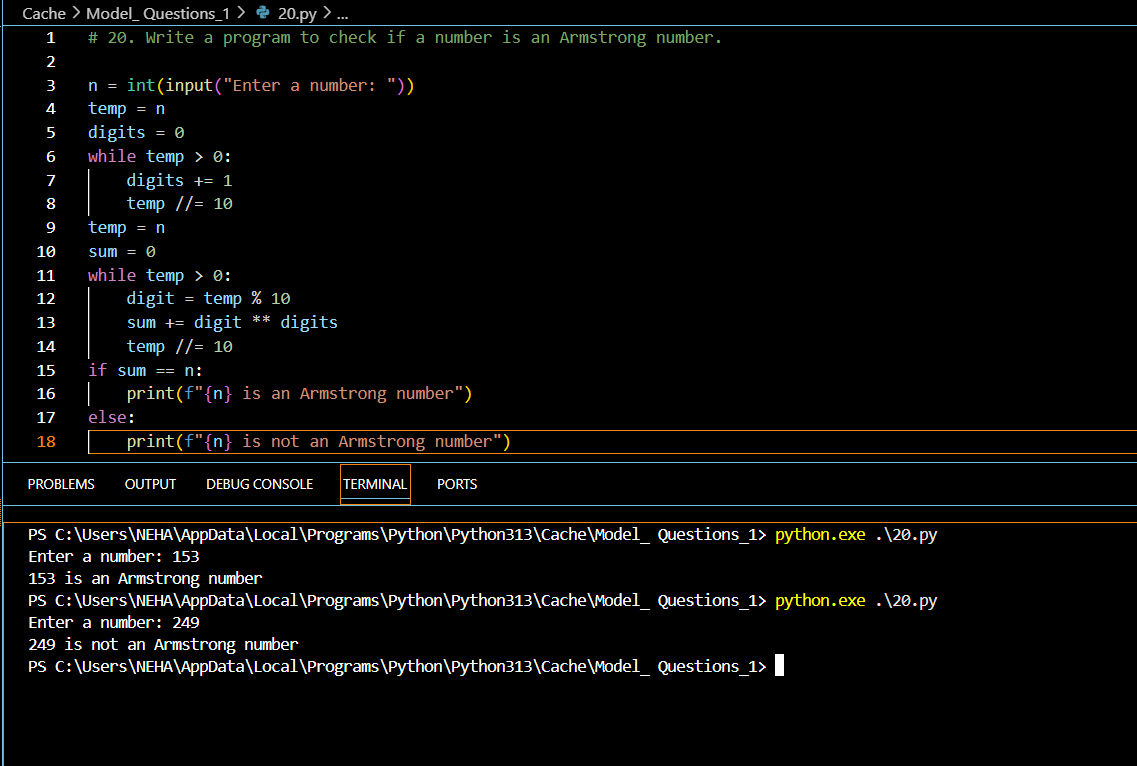 Cache > Model_ Questions_1 > 20.py > ...
1 # 20. Write a program to check if a number is an Armstrong number.
2
3 n = int(input("Enter a number: "))
4 temp = n
5 digits = 0
6 while temp > 0:
7     digits += 1
8     temp //= 10
9 temp = n
10 sum = 0
11 while temp > 0:
12     digit = temp % 10
13     sum += digit ** digits
14     temp //= 10
15 if sum == n:
16     print(f"{n} is an Armstrong number")
17 else:
18     print(f"{n} is not an Armstrong number")
PROBLEMS OUTPUT DEBUG CONSOLE TERMINAL PORTS
PS C:\Users\NEHA\AppData\Local\Programs\Python\Python313\Cache\Model_ Questions_1> python.exe .\20.py
Enter a number: 153
153 is an Armstrong number
PS C:\Users\NEHA\AppData\Local\Programs\Python\Python313\Cache\Model_ Questions_1> python.exe .\20.py
Enter a number: 249
249 is not an Armstrong number
PS C:\Users\NEHA\AppData\Local\Programs\Python\Python313\Cache\Model_ Questions_1>